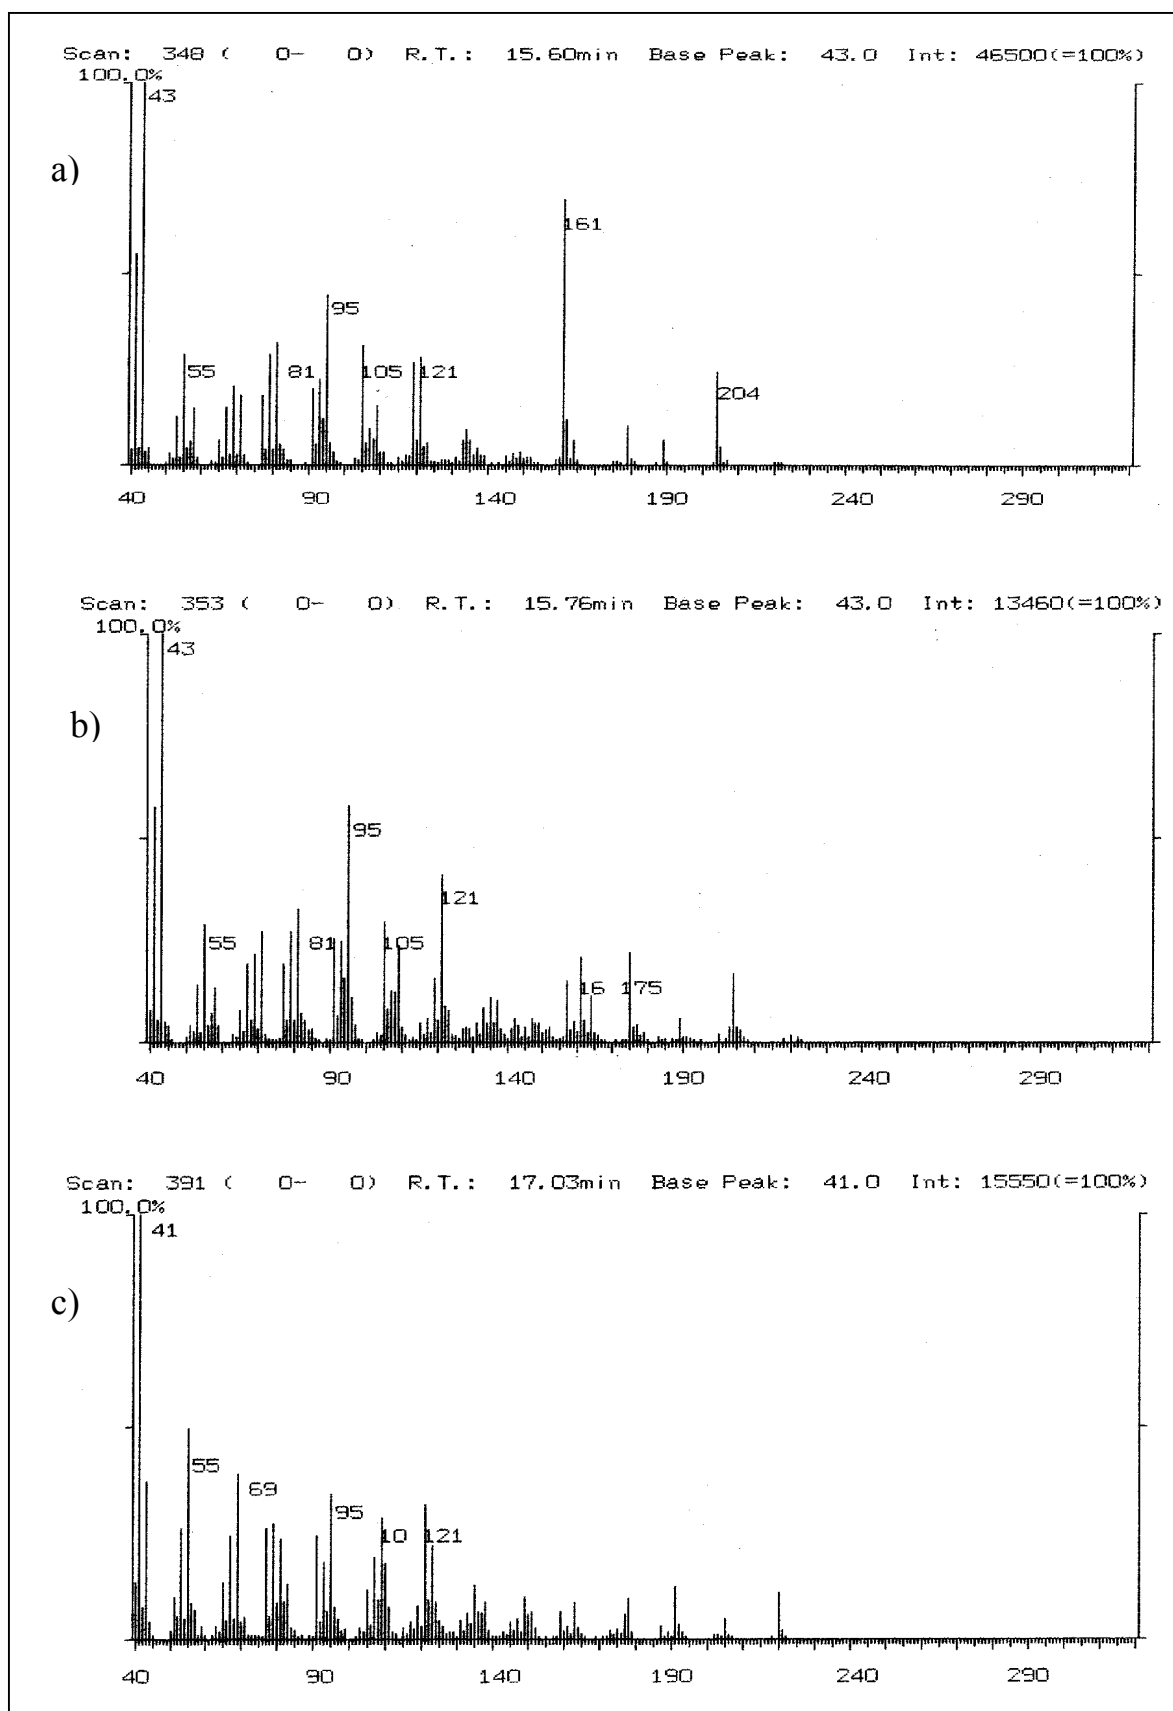 Scan: 348 ( 0- 0) R.T.: 15.60min Base Peak: 43.0 Int: 46500(=100%)
100.0%
43
a)
161
95
55 81 105 121
204
40 90 140 190 240 290
Scan: 353 ( 0- 0) R.T.: 15.76min Base Peak: 43.0 Int: 13460(=100%)
100.0%
43
b)
95
121
55 81 105
16 175
40 90 140 190 240 290
Scan: 391 ( 0- 0) R.T.: 17.03min Base Peak: 41.0 Int: 15550(=100%)
100.0%
41
c)
55
69
95
10 121
40 90 140 190 240 290